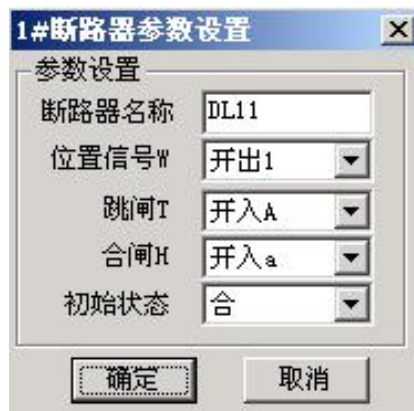 1#断路器参数设置
参数设置
断路器名称 DL11
位置信号W 开出1
跳闸T 开入A
合闸H 开入a
初始状态 合
确定 取消